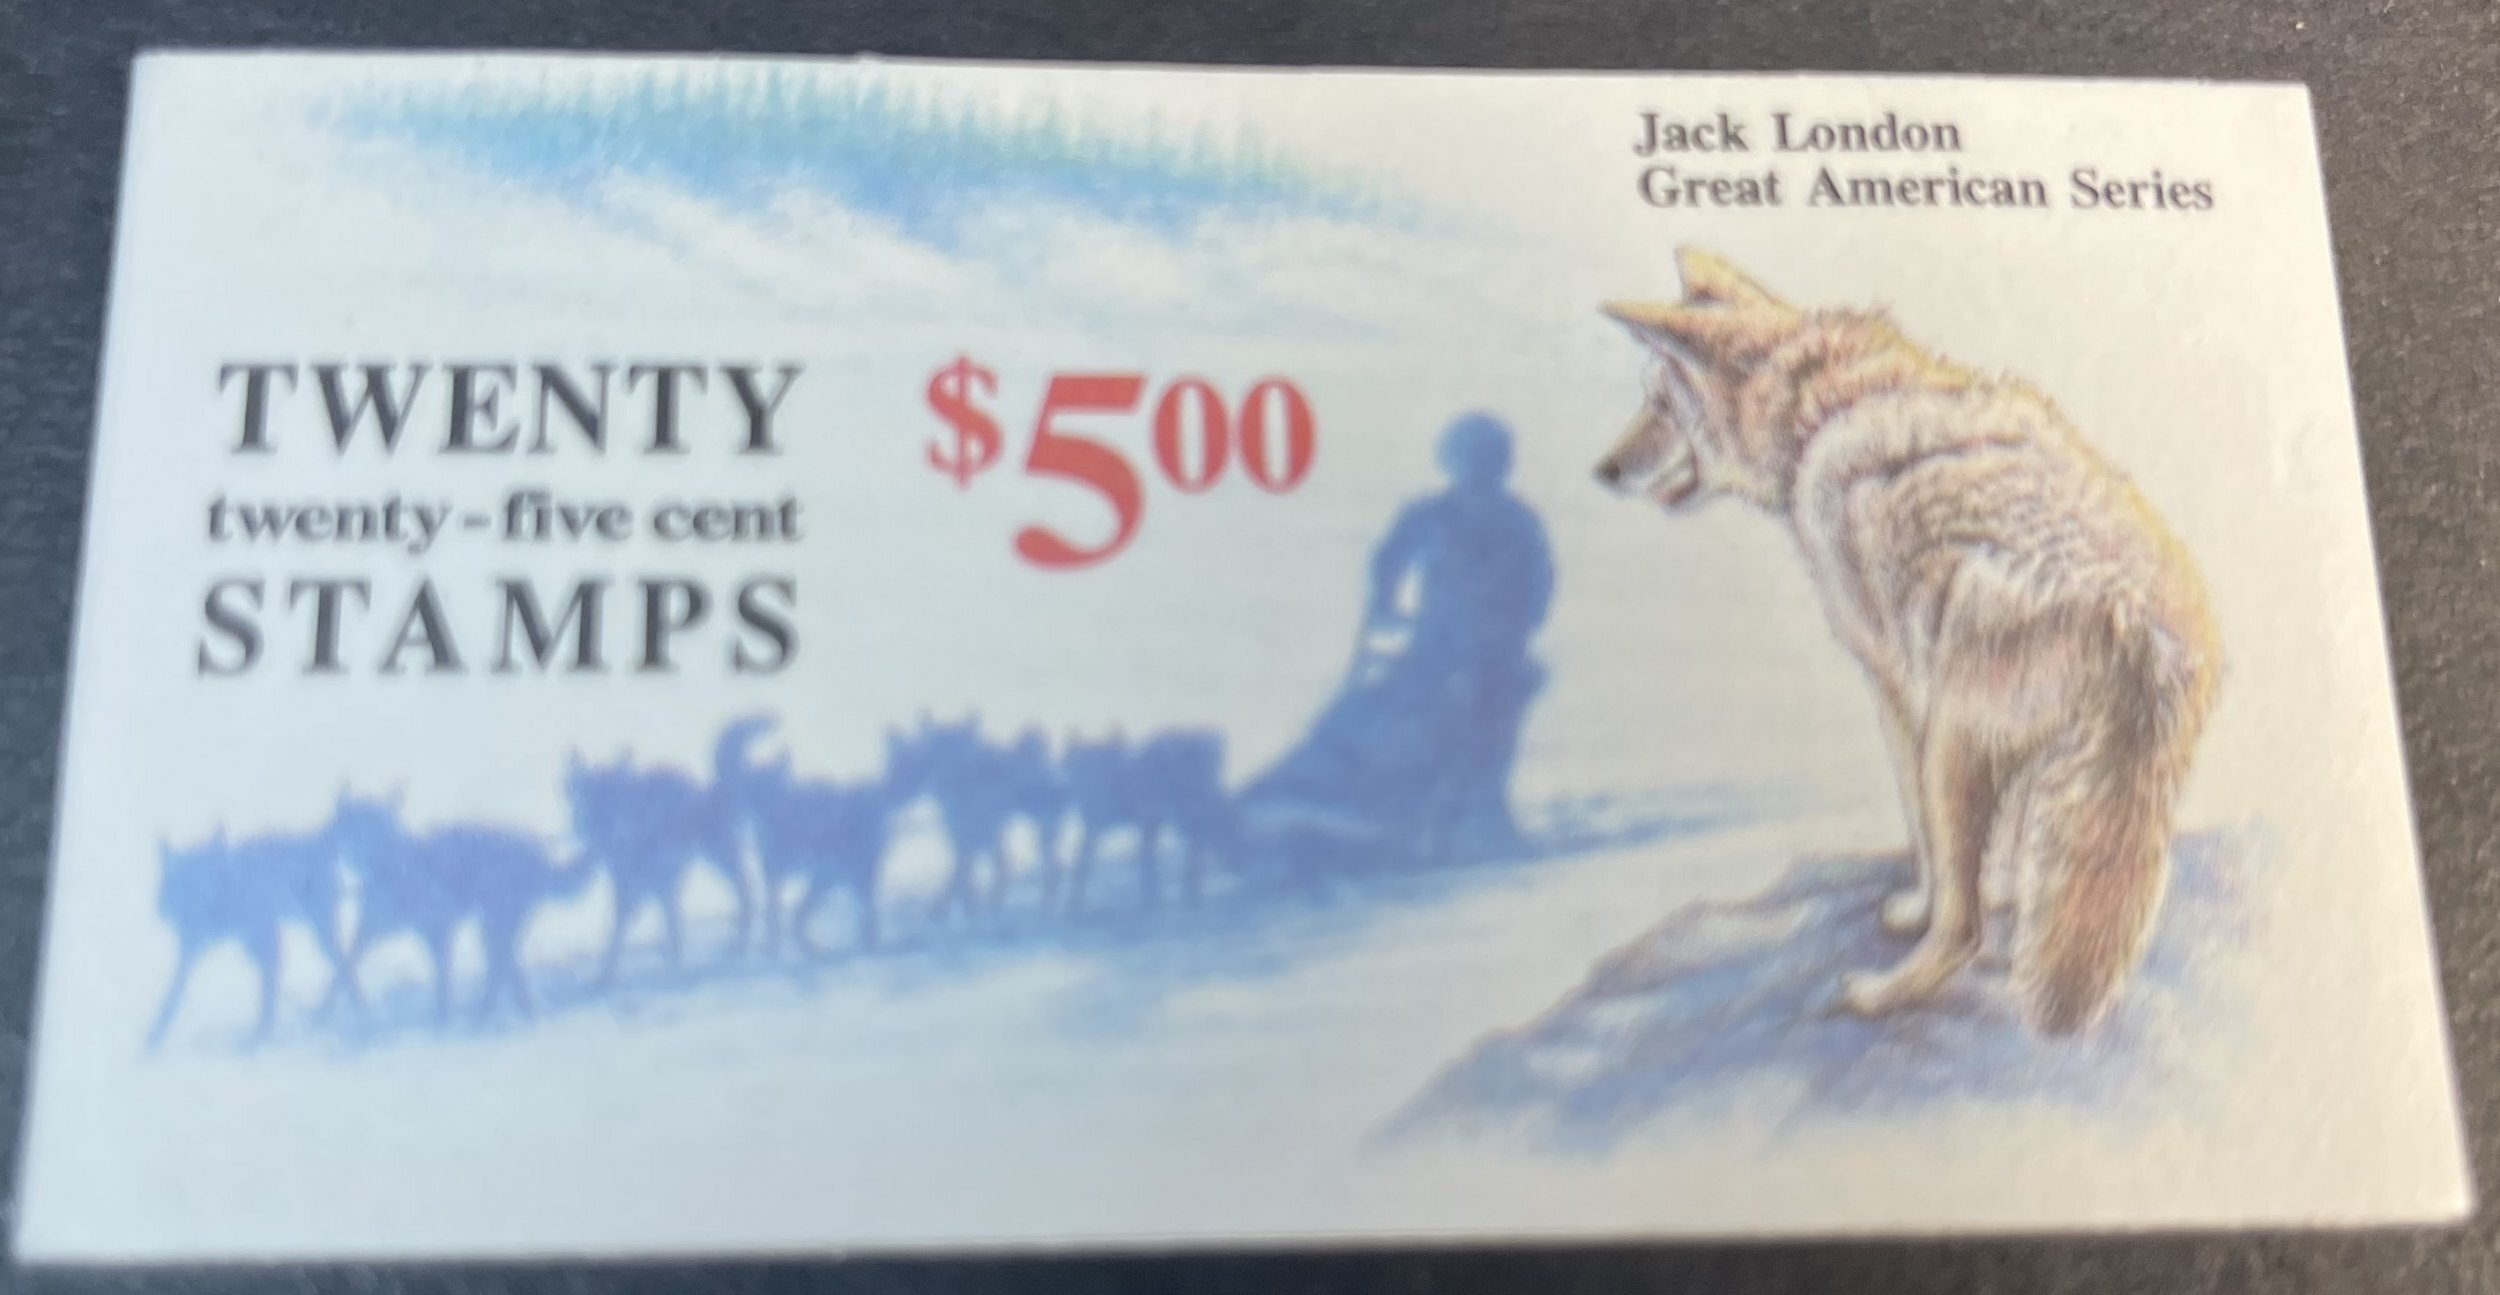 Jack London
Great American Series
TWENTY
twenty-five cent
STAMPS
$5.00